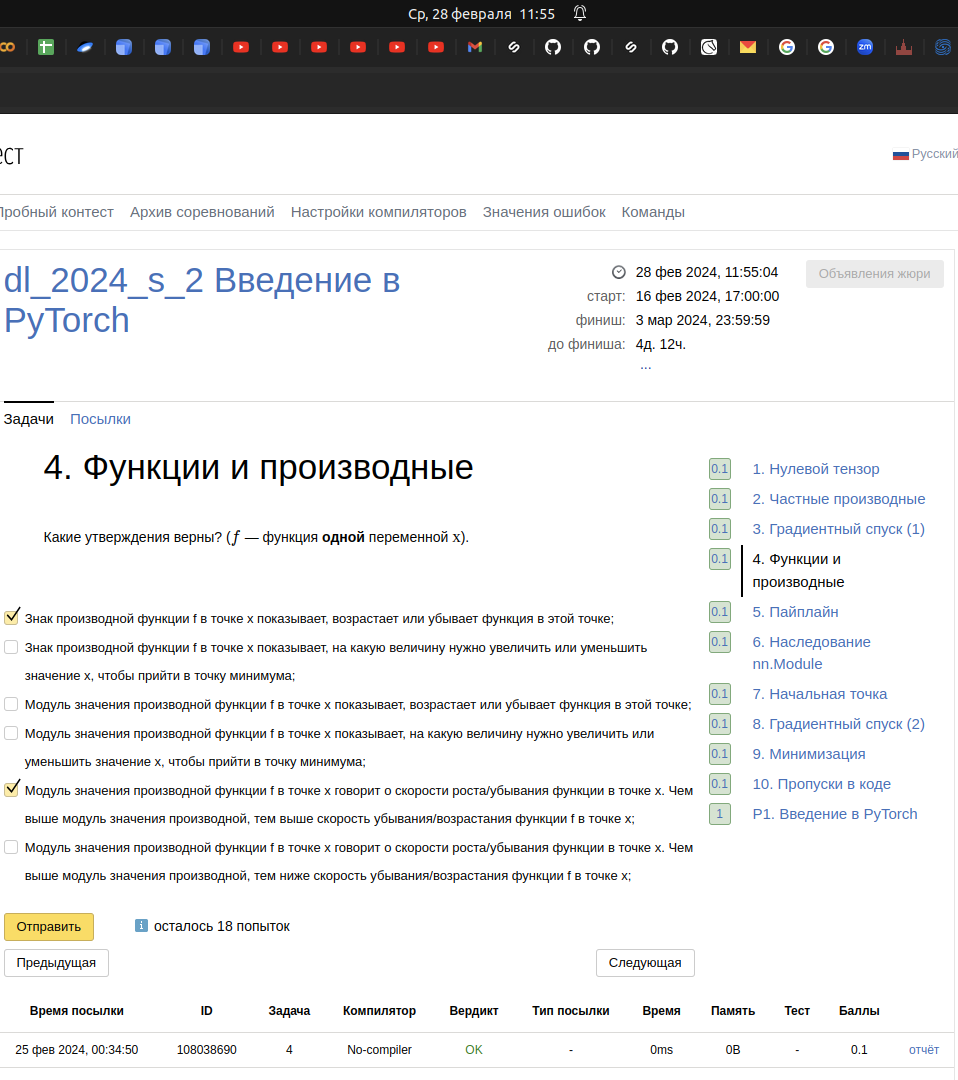 Ср, 28 февраля 11:55
zm
ест
Русский
Пробный контест Архив соревнований Настройки компиляторов Значения ошибок Команды
dl_2024_s_2 Введение в
PyTorch
28 фев 2024, 11:55:04
Объявления жюри
старт: 16 фев 2024, 17:00:00
финиш: 3 мар 2024, 23:59:59
до финиша: 4д. 12ч.
...
Задачи Посылки
4. Функции и производные
Какие утверждения верны? (f — функция одной переменной x).
Знак производной функции f в точке x показывает, возрастает или убывает функция в этой точке;
Знак производной функции f в точке x показывает, на какую величину нужно увеличить или уменьшить
значение x, чтобы прийти в точку минимума;
Модуль значения производной функции f в точке x показывает, возрастает или убывает функция в этой точке;
Модуль значения производной функции f в точке x показывает, на какую величину нужно увеличить или
уменьшить значение x, чтобы прийти в точку минимума;
Модуль значения производной функции f в точке x говорит о скорости роста/убывания функции в точке x. Чем
выше модуль значения производной, тем выше скорость убывания/возрастания функции f в точке x;
Модуль значения производной функции f в точке x говорит о скорости роста/убывания функции в точке x. Чем
выше модуль значения производной, тем ниже скорость убывания/возрастания функции f в точке x;
Отправить осталось 18 попыток
Предыдущая Следующая
0.1 1. Нулевой тензор
0.1 2. Частные производные
0.1 3. Градиентный спуск (1)
0.1 4. Функции и
производные
0.1 5. Пайплайн
0.1 6. Наследование
nn.Module
0.1 7. Начальная точка
0.1 8. Градиентный спуск (2)
0.1 9. Минимизация
0.1 10. Пропуски в коде
1 P1. Введение в PyTorch
Время посылки ID Задача Компилятор Вердикт Тип посылки Время Память Тест Баллы
25 фев 2024, 00:34:50 108038690 4 No-compiler OK - 0ms 0B - 0.1 отчёт